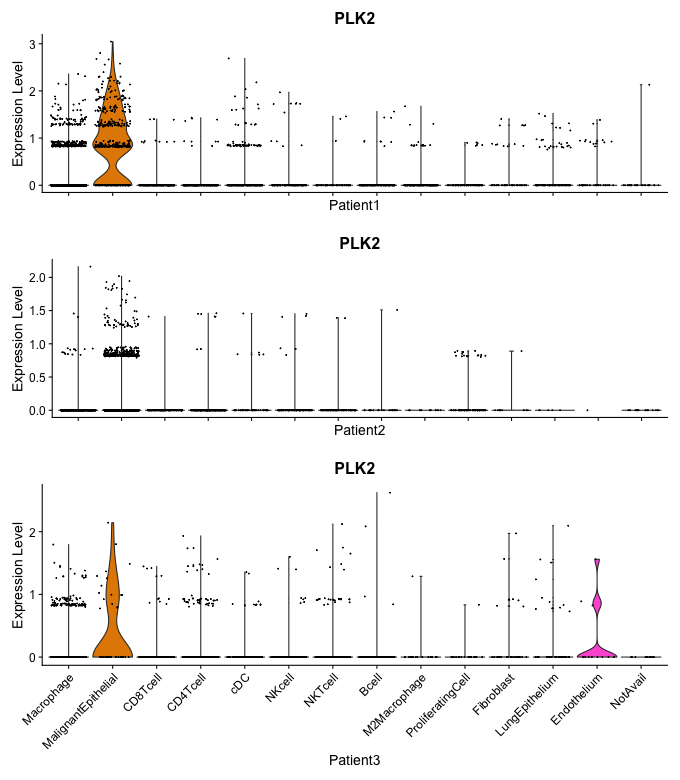 PLK2
Expression Level
3
2
1
0
Patient1
PLK2
Expression Level
2.0
1.5
1.0
0.5
0.0
Patient2
PLK2
Expression Level
2
1
0
Macrophage
MalignantEpithelial
CD8Tcell
CD4Tcell
cDC
NKcell
NKTcell
Bcell
M2Macrophage
ProliferatingCell
Fibroblast
LungEpithelium
Endothelium
NotAvail
Patient3